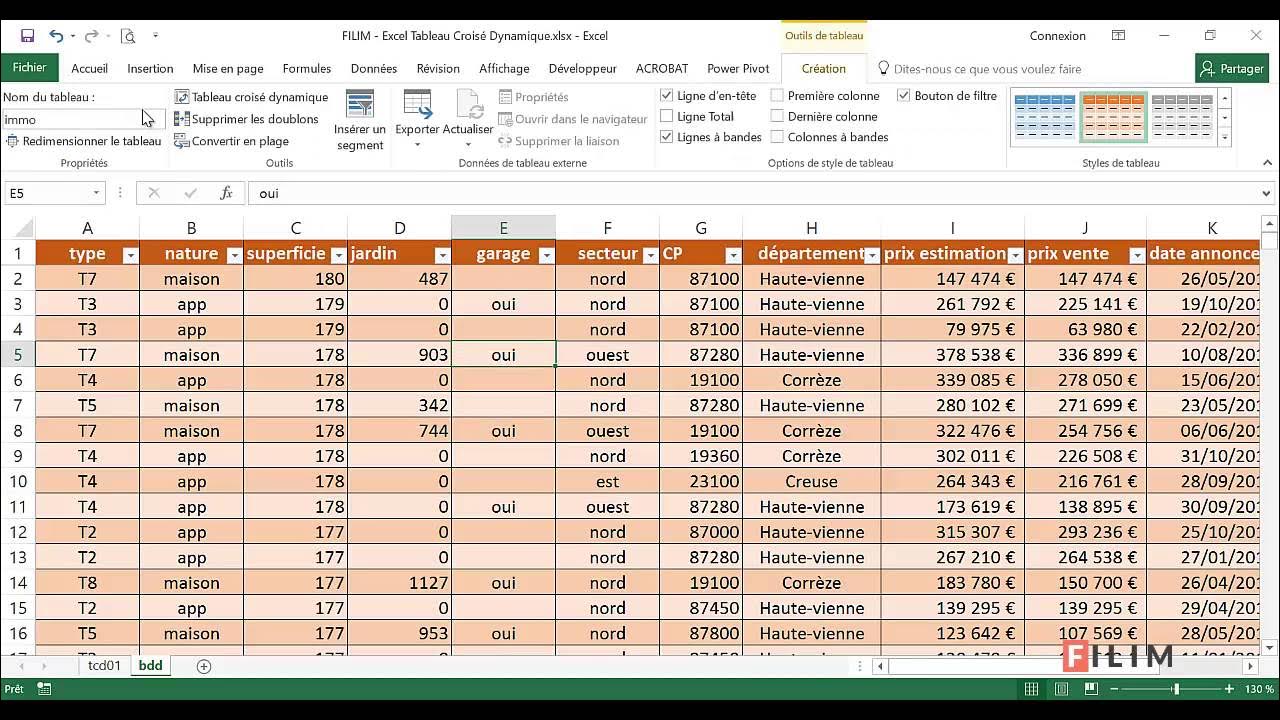 FILIM - Excel Tableau Croisé Dynamique.xlsx - Excel
Outils de tableau
Connexion
Fichier Accueil Insertion Mise en page Formules Données Révision Affichage Développeur ACROBAT Power Pivot Création Dites-nous ce que vous voulez faire Partager
Nom du tableau :
immo
Redimensionner le tableau
Propriétés
Tableau croisé dynamique
Supprimer les doublons
Convertir en plage
Insérer un
segment
Outils
Exporter Actualiser
Propriétés
Ouvrir dans le navigateur
Supprimer la liaison
Données de tableau externe
Ligne d'en-tête Première colonne Bouton de filtre
Ligne Total Dernière colonne
Lignes à bandes Colonnes à bandes
Options de style de tableau
Styles de tableau
E5 fx oui
A B C D E F G H I J K
1 type nature superficie jardin garage secteur CP département prix estimation prix vente date annonce
2 T7 maison 180 487 nord 87100 Haute-vienne 147 474 € 147 474 € 26/05/201
3 T3 app 179 0 oui nord 87100 Haute-vienne 261 792 € 225 141 € 19/10/201
4 T3 app 179 0 nord 87100 Haute-vienne 79 975 € 63 980 € 22/02/201
5 T7 maison 178 903 oui ouest 87280 Haute-vienne 378 538 € 336 899 € 10/08/201
6 T4 app 178 0 nord 19100 Corrèze 339 085 € 278 050 € 15/06/201
7 T5 maison 178 342 nord 87280 Haute-vienne 280 102 € 271 699 € 23/05/201
8 T7 maison 178 744 oui ouest 19100 Corrèze 322 476 € 254 756 € 06/06/201
9 T4 app 178 0 nord 19360 Corrèze 302 011 € 226 508 € 31/10/201
10 T4 app 178 0 est 23100 Creuse 264 343 € 216 761 € 28/09/201
11 T4 app 178 0 oui ouest 87280 Haute-vienne 173 619 € 138 895 € 30/09/201
12 T2 app 177 0 nord 87000 Haute-vienne 315 307 € 293 236 € 25/10/201
13 T2 app 177 0 nord 87280 Haute-vienne 267 210 € 264 538 € 27/01/201
14 T8 maison 177 1127 oui nord 19100 Corrèze 183 780 € 150 700 € 26/04/201
15 T2 app 177 0 nord 87450 Haute-vienne 139 295 € 139 295 € 29/04/201
16 T5 maison 177 953 oui nord 87800 Haute-vienne 123 642 € 107 569 € 28/05/201
FILIM
tcd01 bdd
Prêt 130 %